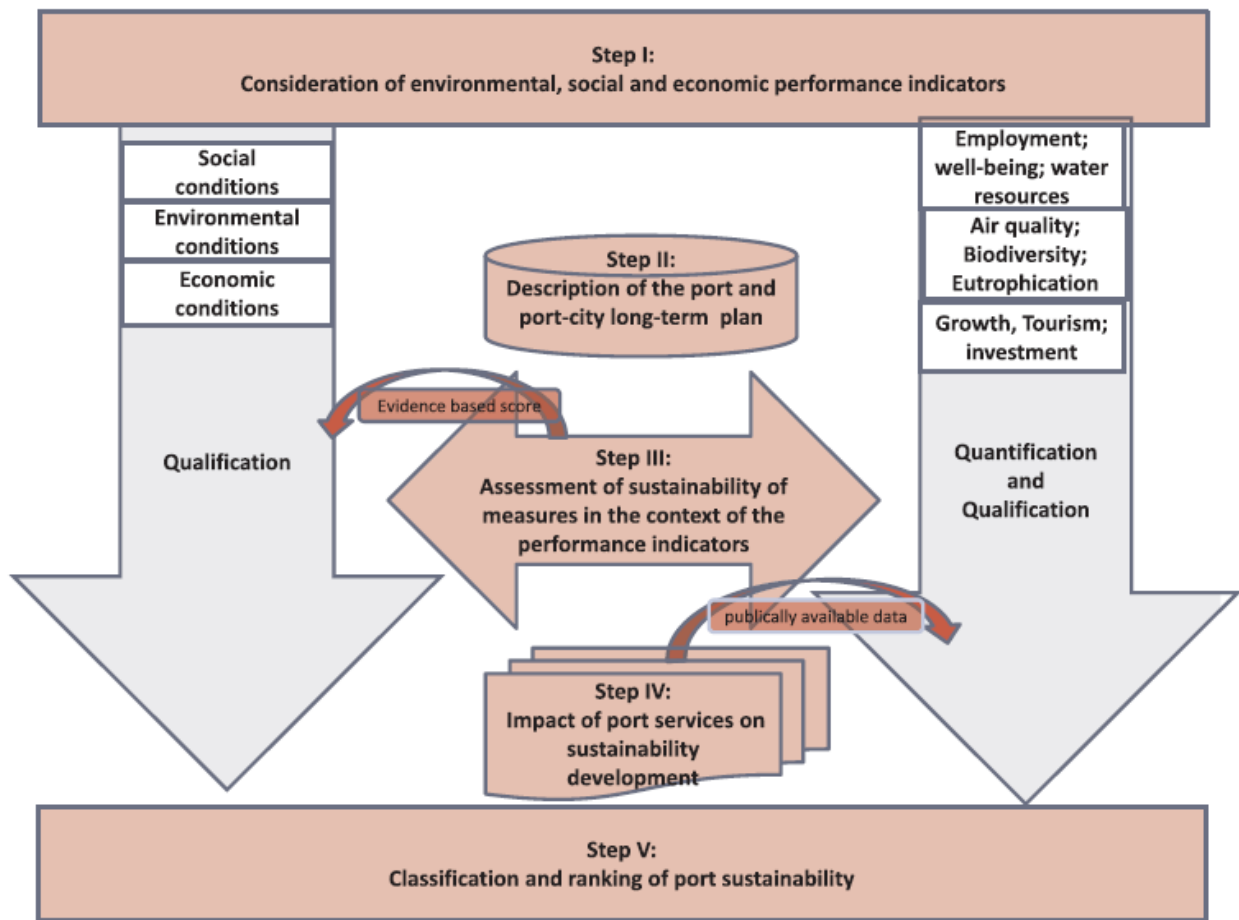 Step I:
Consideration of environmental, social and economic performance indicators
Social
conditions
Environmental
conditions
Economic
conditions
Qualification
Step II:
Description of the port and
port-city long-term plan
Evidence based score
Step III:
Assessment of sustainability of
measures in the context of the
performance indicators
publically available data
Step IV:
Impact of port services on
sustainability
development
Employment;
well-being; water
resources
Air quality;
Biodiversity;
Eutrophication
Growth, Tourism;
investment
Quantification
and
Qualification
Step V:
Classification and ranking of port sustainability